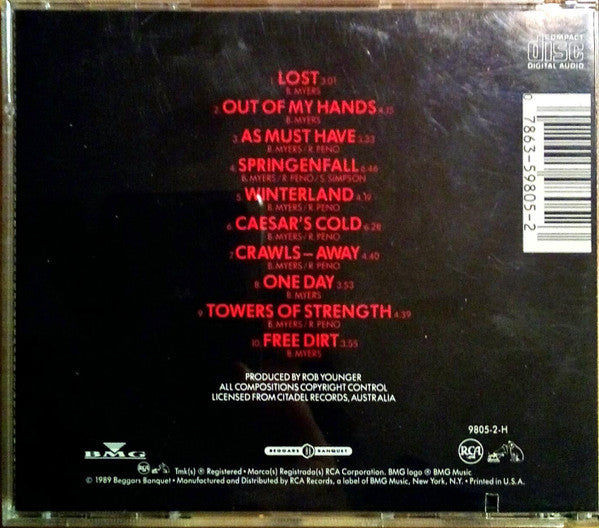 COMPACT
disc
DIGITAL AUDIO
1. LOST 3:01
B. MYERS
2. OUT OF MY HANDS 4.15
B. MYERS
3. AS MUST HAVE 3.33
B. MYERS / R. PENO
4. SPRINGENFALL 6.46
B. MYERS / R. PENO / S. SIMPSON
5. WINTERLAND 4.19
B. MYERS
6. CAESAR'S COLD 6.28
B. MYERS / R. PENO
7. CRAWLS – AWAY 4.40
B. MYERS / R. PENO
8. ONE DAY 3.53
B. MYERS
9. TOWERS OF STRENGTH 4.39
B. MYERS / R. PENO
10. FREE DIRT 3.55
B. MYERS
0 7863-59805-2
PRODUCED BY ROB YOUNGER
ALL COMPOSITIONS COPYRIGHT CONTROL
LICENSED FROM CITADEL RECORDS, AUSTRALIA
9805-2-H
BMG
BEGGARS BANQUET
RCA
Tmk(s) ® Registered • Marca(s) Registrada(s) RCA Corporation. BMG logo ® BMG Music
© 1989 Beggars Banquet • Manufactured and Distributed by RCA Records, a label of BMG Music, New York, N.Y. • Printed in U.S.A.